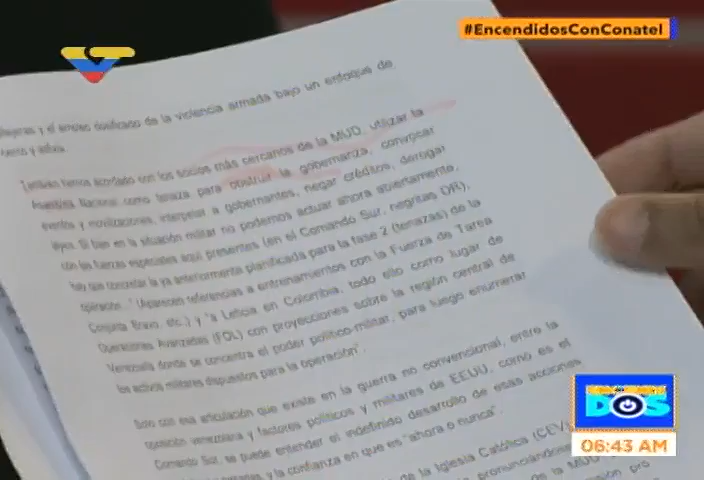 #EncendidosConConatel
y el empleo dosificado de la violencia armada bajo un enfoque de
También hemos acordado con los socios más cercanos de la MUD, utilizar la
Asamblea Nacional como tenaza para obstruir la gobernanza, convocar
eventos y movilizaciones, interpelar a gobernantes, negar créditos, derogar
leyes. Si bien en la situación militar no podemos actuar ahora abiertamente,
con las fuerzas especiales aquí presentes (en el Comando Sur, negritas DR),
hay que concretar la ya anteriormente planificada para la fase 2 (tenazas) de la
operación..." (Aparecen referencias a entrenamientos con la Fuerza de Tarea
Conjunta Bravo, etc.) y "a Leticia en Colombia, todo ello como lugar de
Operaciones Avanzadas (FOL) con proyecciones sobre la región central de
Venezuela donde se concentra el poder político-militar, para luego enumerar
los activos militares dispuestos para la operación".
Solo con esa articulación que existe en la guerra no convencional, entre la
oposición venezolana y factores políticos y militares de EEUU, como es el
Comando Sur, se puede entender el indefinido desarrollo de esas acciones
y la confianza en que es "ahora o nunca".
de la Iglesia Católica (CEV)
de la MUD
DOS
06:43 AM